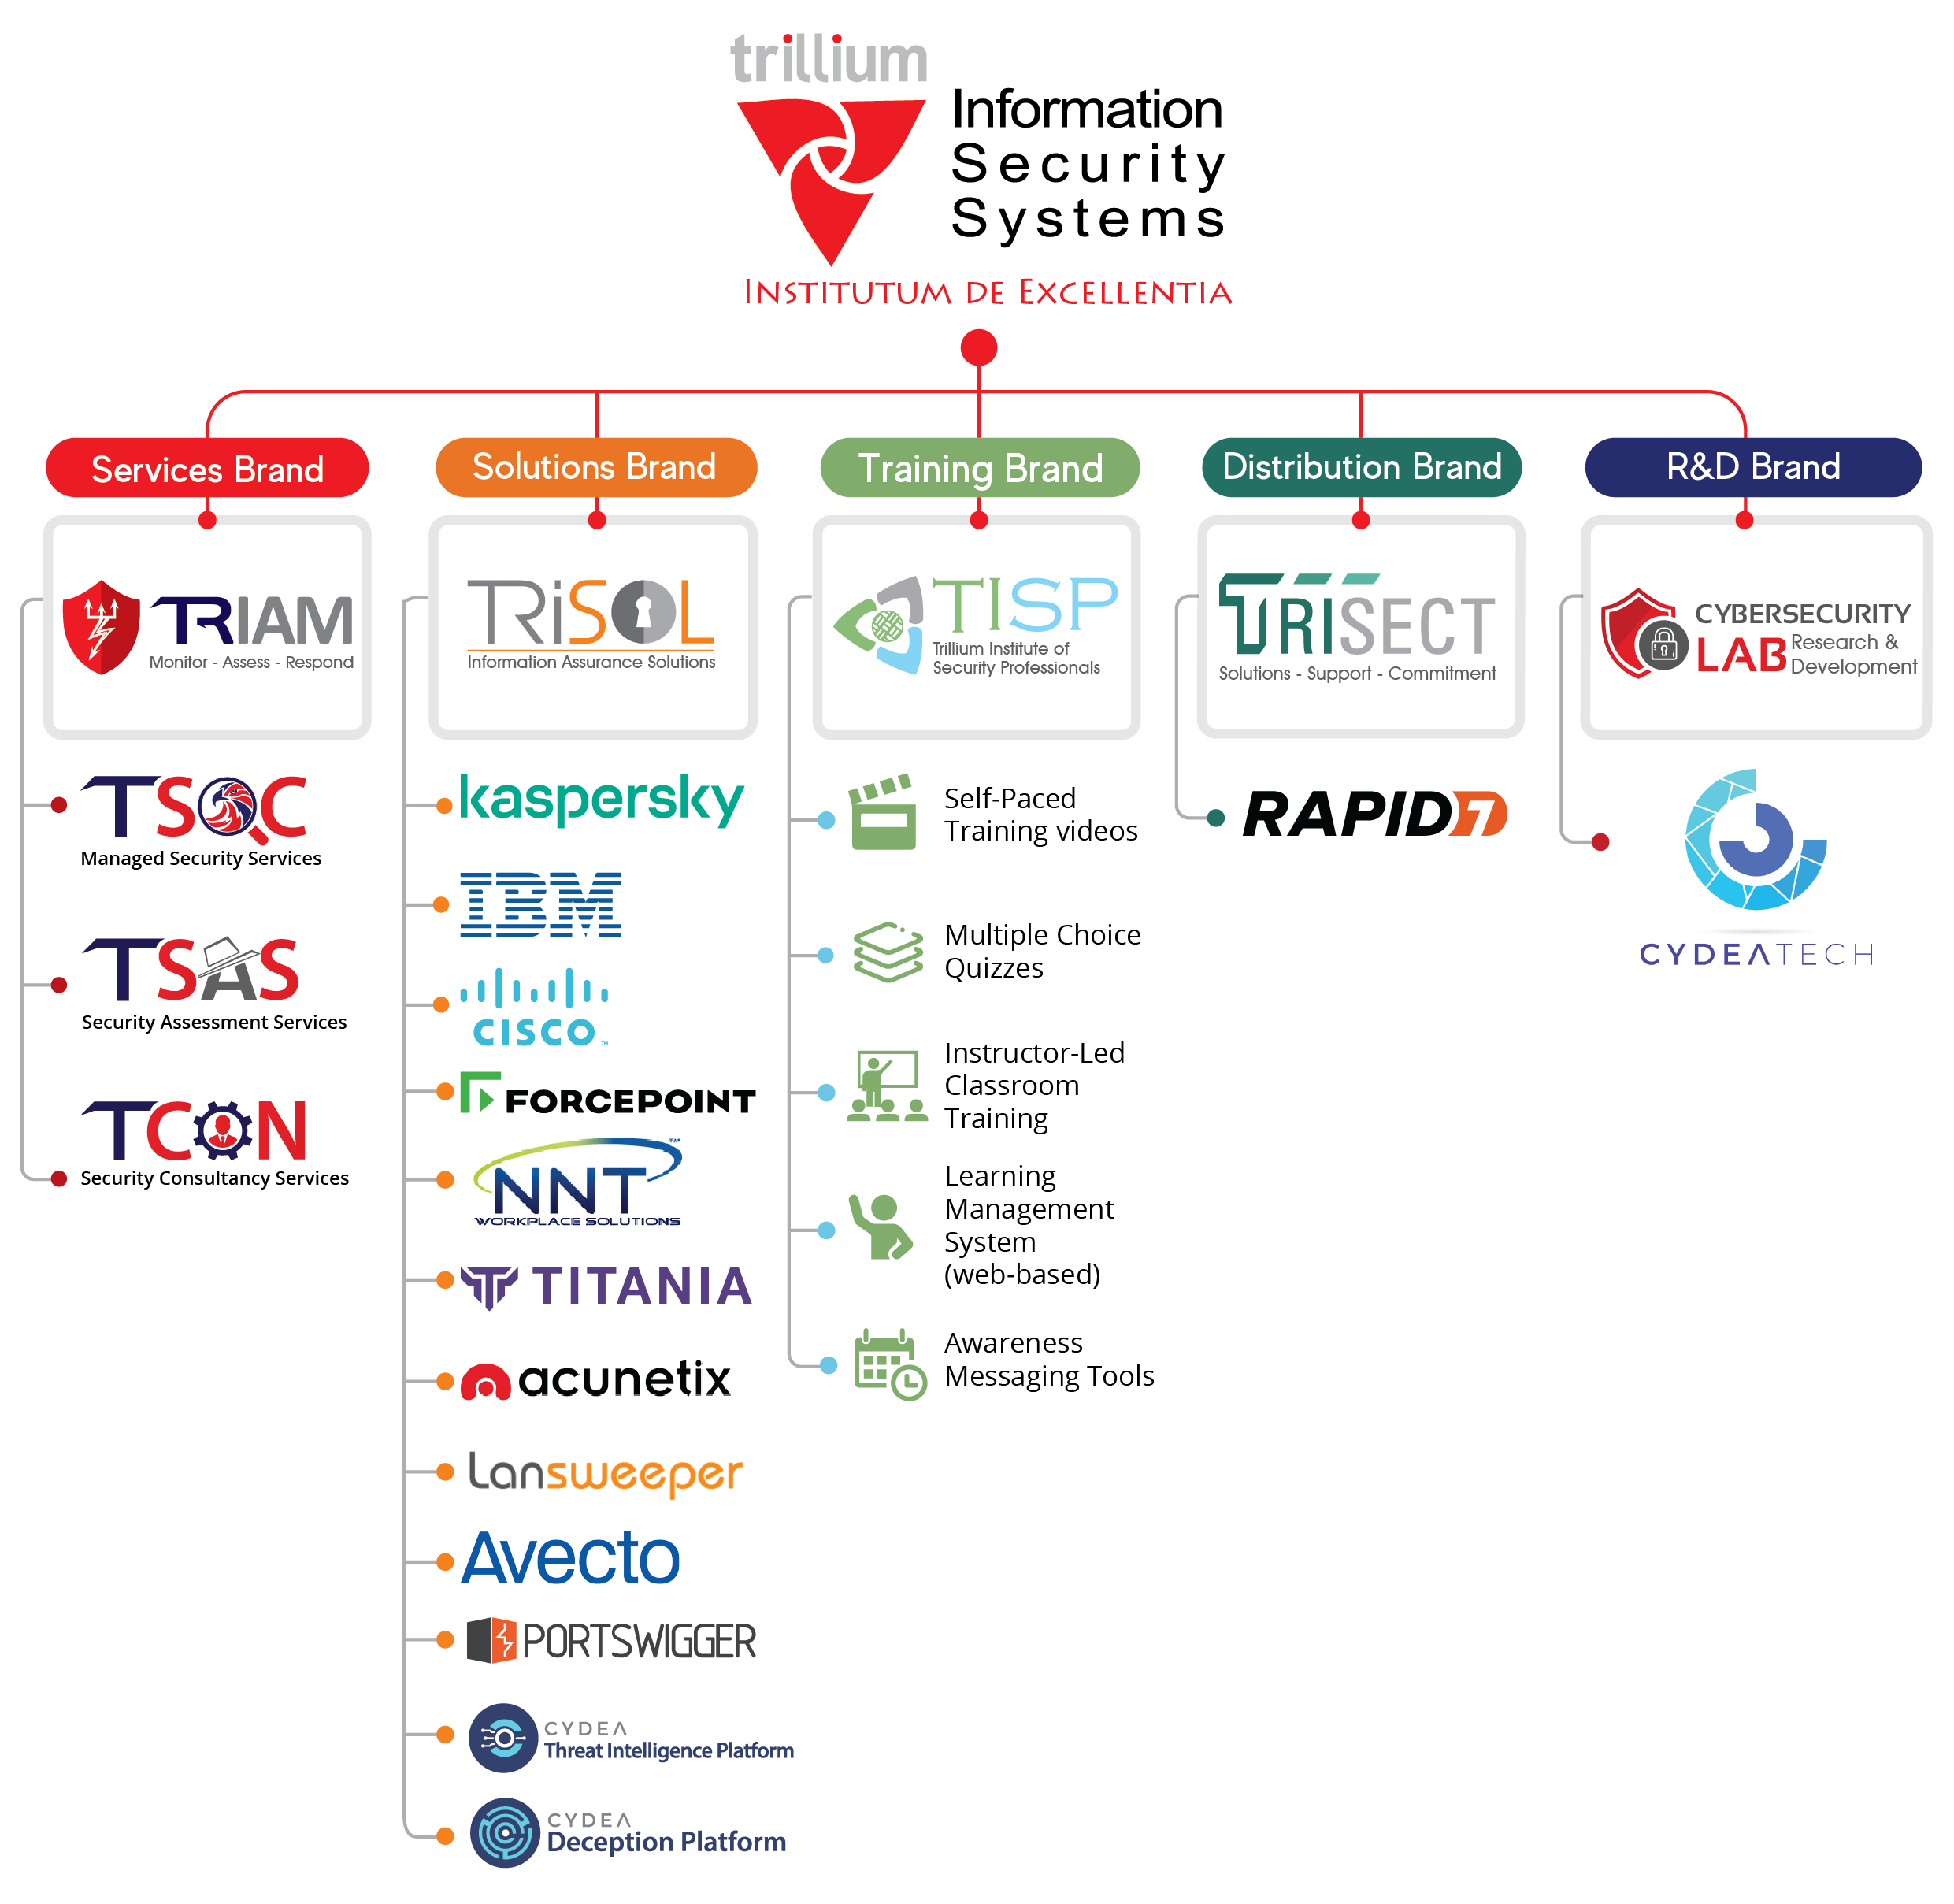 trillium
Information
Security
Systems
Institutum de Excellentia
Services Brand
TRIAM
Monitor - Assess - Respond
TSOC
Managed Security Services
TSAS
Security Assessment Services
TCON
Security Consultancy Services
Solutions Brand
TRiSOL
Information Assurance Solutions
kaspersky
IBM
CISCO
™
FORCEPOINT
NNT™
WORKPLACE SOLUTIONS
TITANIA
acunetix
Lansweeper
Avecto
PORTSWIGGER
CYDEA
Threat Intelligence Platform
CYDEA
Deception Platform
Training Brand
TISP
Trillium Institute of
Security Professionals
Self-Paced
Training videos
Multiple Choice
Quizzes
Instructor-Led
Classroom
Training
Learning
Management
System
(web-based)
Awareness
Messaging Tools
Distribution Brand
TRISECT
Solutions - Support - Commitment
RAPID7
R&D Brand
CYBERSECURITY
LAB Research &
Development
CYDEATECH